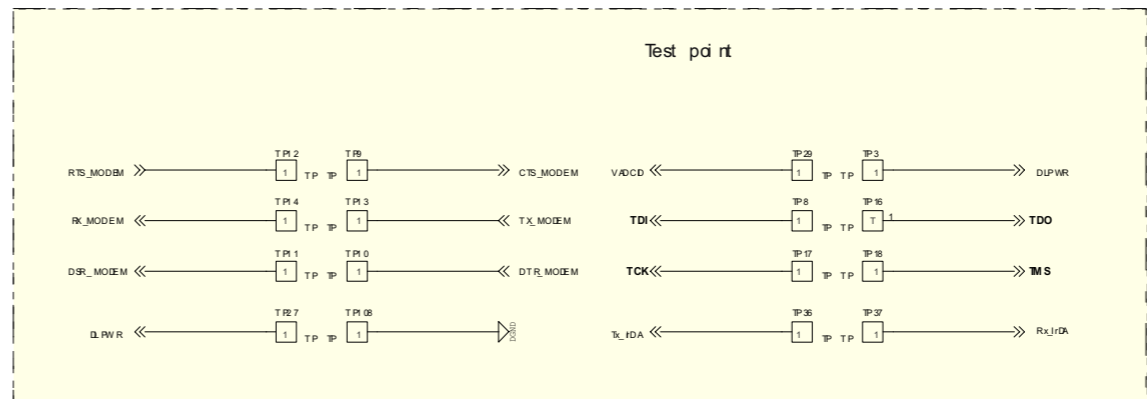 Test point
TP12 TP9 TP29 TP3
RTS_MODEM 1 TP TP 1 CTS_MODEM VADCID 1 TP TP 1 DLPWR
TP14 TP13 TP8 TP16
RX_MODEM 1 TP TP 1 TX_MODEM TDI 1 TP TP T 1 TDO
TP11 TP10 TP17 TP18
DSR_MODEM 1 TP TP 1 DTR_MODEM TCK 1 TP TP 1 TMS
TP27 TP108 TP36 TP37
DLPWR 1 TP TP 1 DGND Tx_IrDA 1 TP TP 1 Rx_IrDA